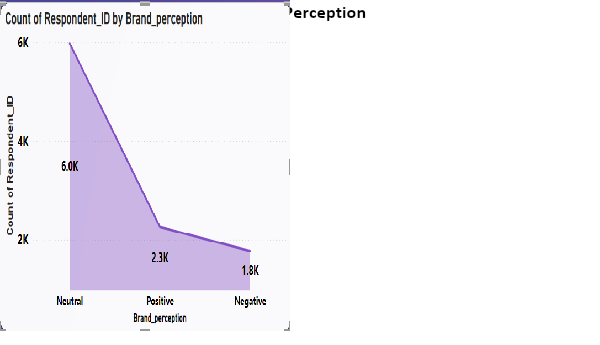 Count of Respondent_ID by Brand_perception
Perception
Count of Respondent_ID
6K
4K
2K
6.0K
2.3K
1.8K
Neutral Positive Negative
Brand_perception